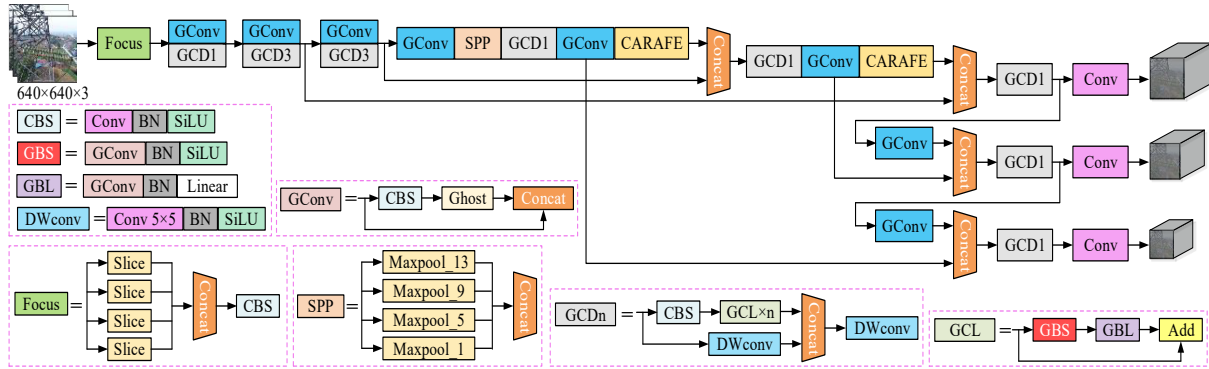 640×640×3
Focus
GConv
GCD1
GConv
GCD3
GConv
GCD3
GConv SPP GCD1 GConv CARAFE
Concat
GCD1 GConv CARAFE
Concat
GCD1
Conv
GConv
Concat
GCD1
Conv
GConv
Concat
GCD1
Conv
CBS = Conv BN SiLU
GBS = GConv BN SiLU
GBL = GConv BN Linear
DWconv = Conv 5×5 BN SiLU
GConv = CBS Ghost Concat
Focus =
Slice
Slice
Slice
Slice
Concat
CBS
SPP =
Maxpool_13
Maxpool_9
Maxpool_5
Maxpool_1
Concat
GCDn = CBS GCL×n
DWconv
Concat
DWconv
GCL = GBS GBL Add